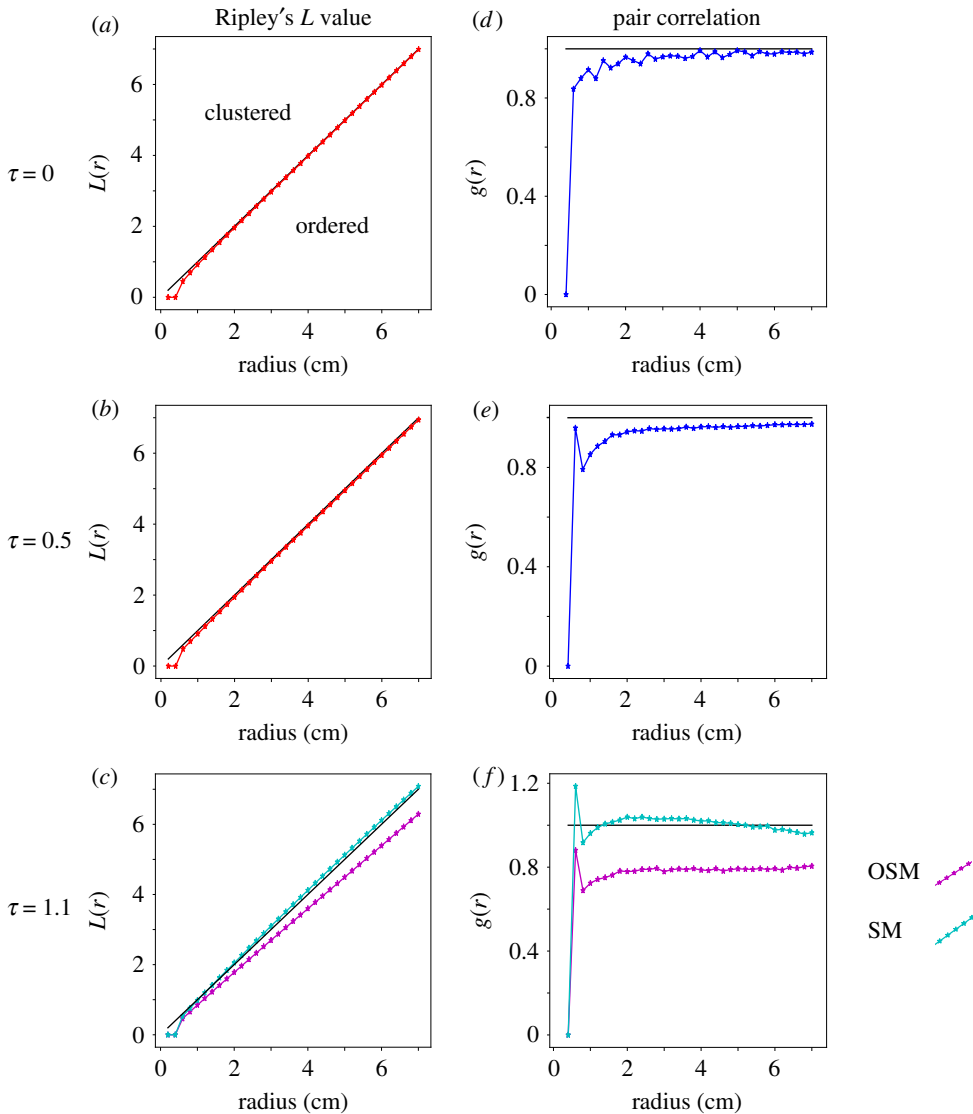 Ripley's L value
pair correlation
(a)
6
clustered
4
L(r)
τ = 0
2
ordered
0
0 2 4 6
radius (cm)
(d)
0.8
g(r)
0.4
0
0 2 4 6
radius (cm)
(b)
6
4
L(r)
τ = 0.5
2
0
0 2 4 6
radius (cm)
(e)
0.8
g(r)
0.4
0
0 2 4 6
radius (cm)
(c)
6
4
L(r)
τ = 1.1
2
0
0 2 4 6
radius (cm)
(f)
1.2
0.8
g(r)
0.4
0
0 2 4 6
radius (cm)
OSM
SM